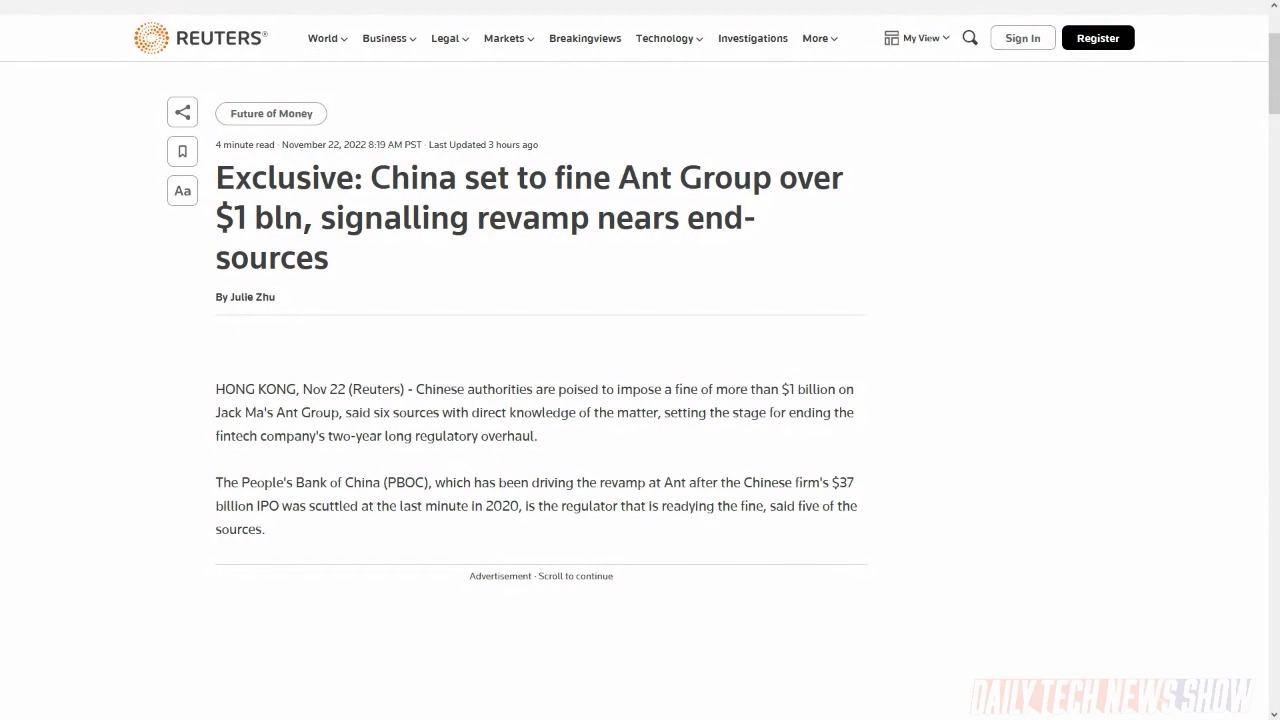 REUTERS®
World Business Legal Markets Breakingviews Technology Investigations More My View Sign In Register
Future of Money
4 minute read · November 22, 2022 8:19 AM PST · Last Updated 3 hours ago
Aa
Exclusive: China set to fine Ant Group over
$1 bln, signalling revamp nears end-
sources
By Julie Zhu
HONG KONG, Nov 22 (Reuters) - Chinese authorities are poised to impose a fine of more than $1 billion on
Jack Ma's Ant Group, said six sources with direct knowledge of the matter, setting the stage for ending the
fintech company's two-year long regulatory overhaul.
The People's Bank of China (PBOC), which has been driving the revamp at Ant after the Chinese firm's $37
billion IPO was scuttled at the last minute in 2020, is the regulator that is readying the fine, said five of the
sources.
Advertisement · Scroll to continue
DAILY TECH NEWS SHOW